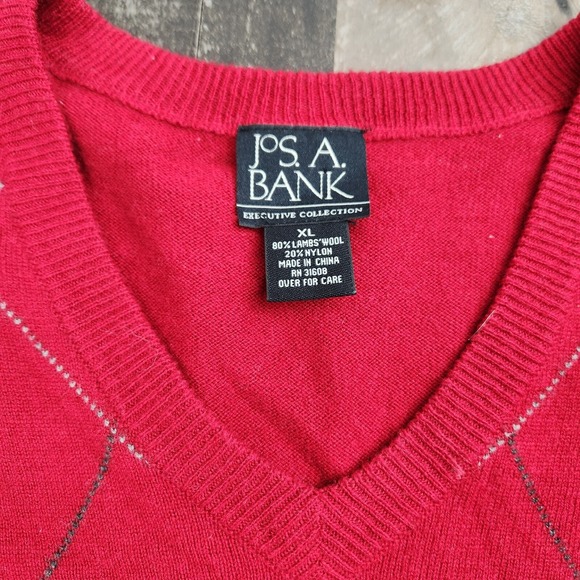 JOS. A.
BANK
EXECUTIVE COLLECTION
XL
80% LAMBS' WOOL
20% NYLON
MADE IN CHINA
RN 31608
OVER FOR CARE